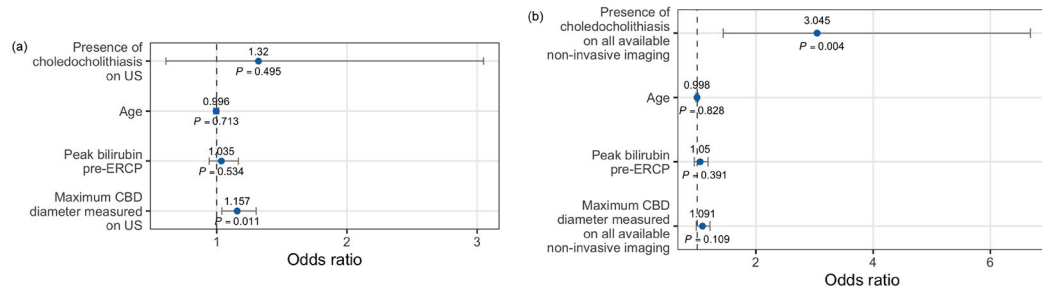 (a)
Presence of
choledocholithiasis
on US
1.32
P = 0.495
Age
0.996
P = 0.713
Peak bilirubin
pre-ERCP
1.035
P = 0.534
Maximum CBD
diameter measured
on US
1.157
P = 0.011
1
2
3
Odds ratio
(b)
Presence of
choledocholithiasis
on all available
non-invasive imaging
3.045
P = 0.004
Age
0.998
P = 0.828
Peak bilirubin
pre-ERCP
1.05
P = 0.391
Maximum CBD
diameter measured
on all available
non-invasive imaging
1.091
P = 0.109
2
4
6
Odds ratio